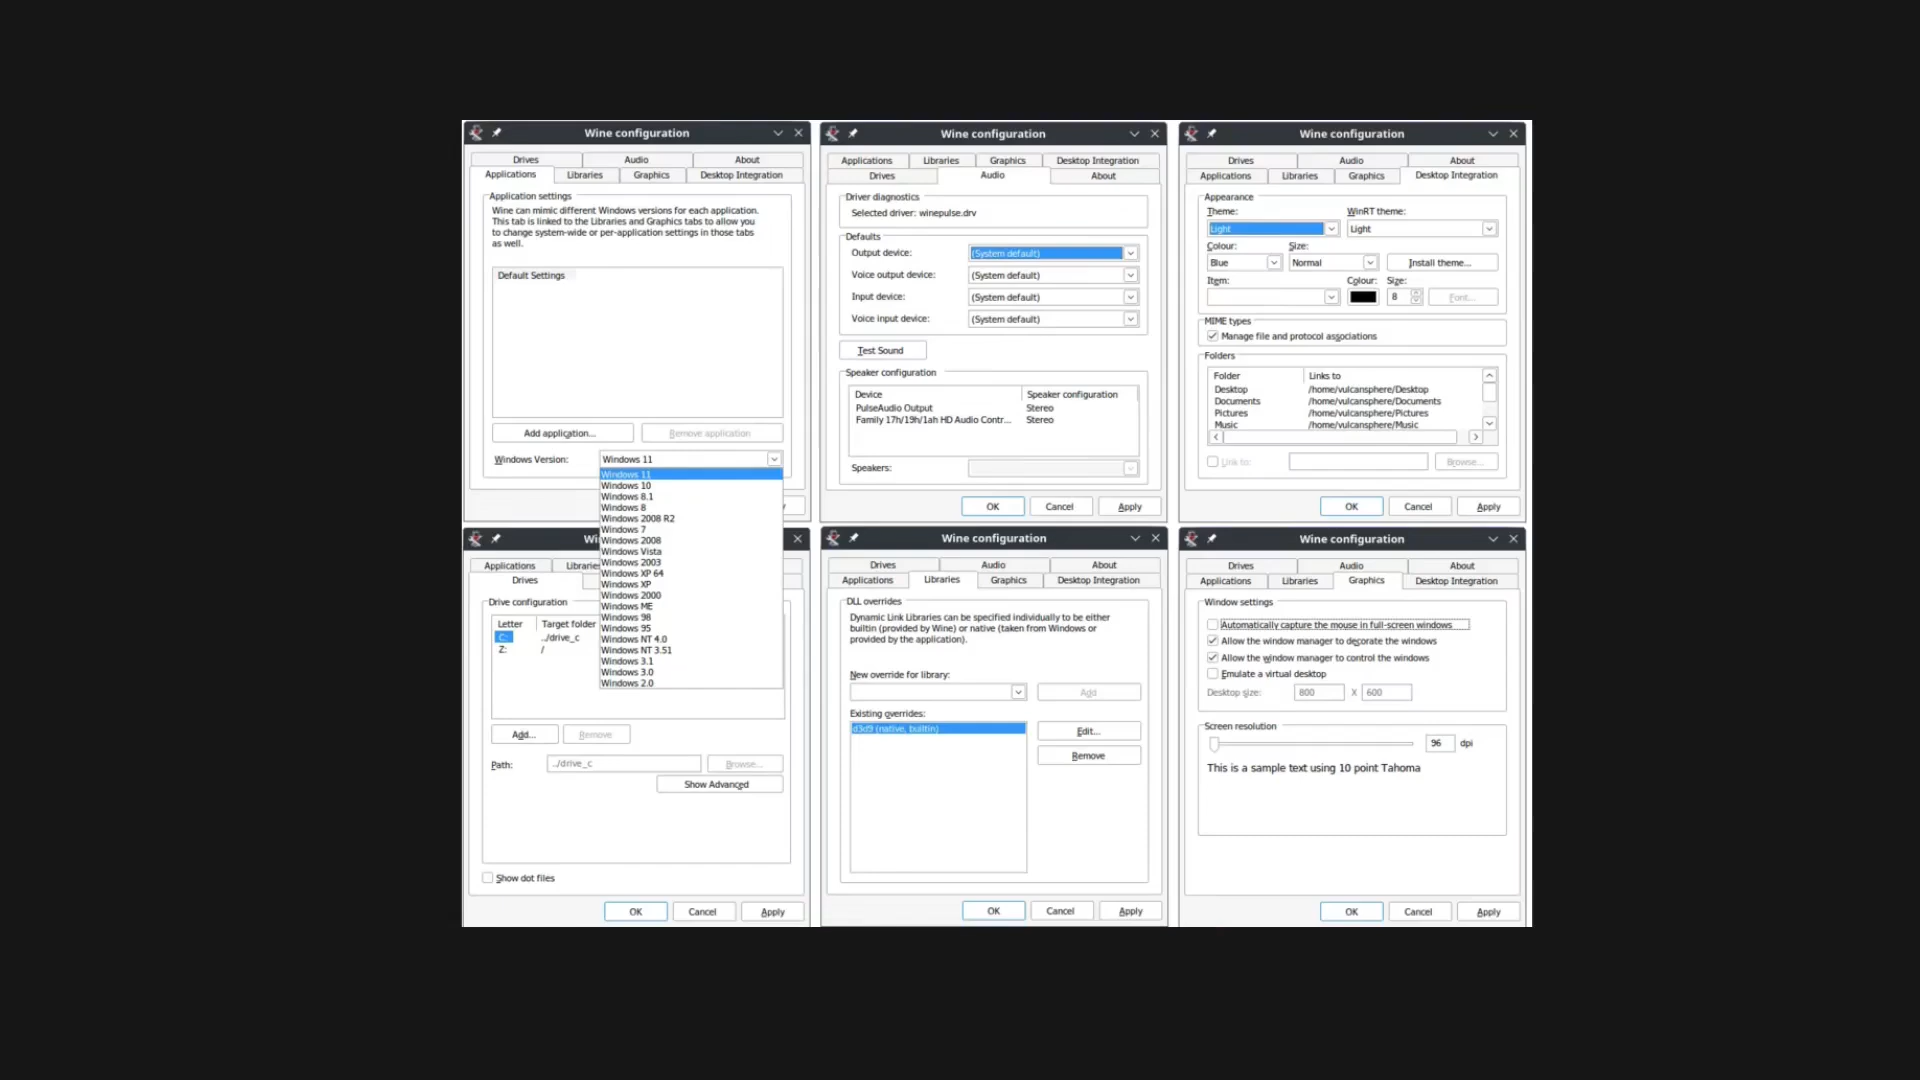 Wine configuration
Drives Audio About
Applications Libraries Graphics Desktop Integration
Application settings
Wine can mimic different Windows versions for each application.
This tab is linked to the Libraries and Graphics tabs to allow you
to change system-wide or per-application settings in those tabs
as well.
Default Settings
Add application... Remove application
Windows Version: Windows 11
Windows 11
Windows 10
Windows 8.1
Windows 8
Windows 2008 R2
Windows 7
Windows 2008
Windows Vista
Windows 2003
Windows XP 64
Windows XP
Windows 2000
Windows ME
Windows 98
Windows 95
Windows NT 4.0
Windows NT 3.51
Windows 3.1
Windows 3.0
Windows 2.0
Wine configuration
Applications Libraries Graphics Desktop Integration
Drives Audio About
Driver diagnostics
Selected driver: winepulse.drv
Defaults
Output device: (System default)
Voice output device: (System default)
Input device: (System default)
Voice input device: (System default)
Test Sound
Speaker configuration
Device Speaker configuration
PulseAudio Output Stereo
Family 17h/19h/1ah HD Audio Contr... Stereo
Speakers:
OK Cancel Apply
Wine configuration
Drives Audio About
Applications Libraries Graphics Desktop Integration
Appearance
Theme: WinRT theme:
Light Light
Colour: Size:
Blue Normal Install theme...
Item: Colour: Size:
8 Font...
MIME types
Manage file and protocol associations
Folders
Folder Links to
Desktop /home/vulcansphere/Desktop
Documents /home/vulcansphere/Documents
Pictures /home/vulcansphere/Pictures
Music /home/vulcansphere/Music
Link to: Browse...
OK Cancel Apply
Applications
Drives
Drive configuration
Letter Target folder
C: ../drive_c
Z: /
Add... Remove
Path: ../drive_c Browse...
Show Advanced
Show dot files
OK Cancel Apply
Wine configuration
Drives Audio About
Applications Libraries Graphics Desktop Integration
DLL overrides
Dynamic Link Libraries can be specified individually to be either
builtin (provided by Wine) or native (taken from Windows or
provided by the application).
New override for library:
Add
Existing overrides:
d3d9 (native, builtin)
Edit...
Remove
OK Cancel Apply
Wine configuration
Drives Audio About
Applications Libraries Graphics Desktop Integration
Window settings
Automatically capture the mouse in full-screen windows
Allow the window manager to decorate the windows
Allow the window manager to control the windows
Emulate a virtual desktop
Desktop size: 800 X 600
Screen resolution
96 dpi
This is a sample text using 10 point Tahoma
OK Cancel Apply